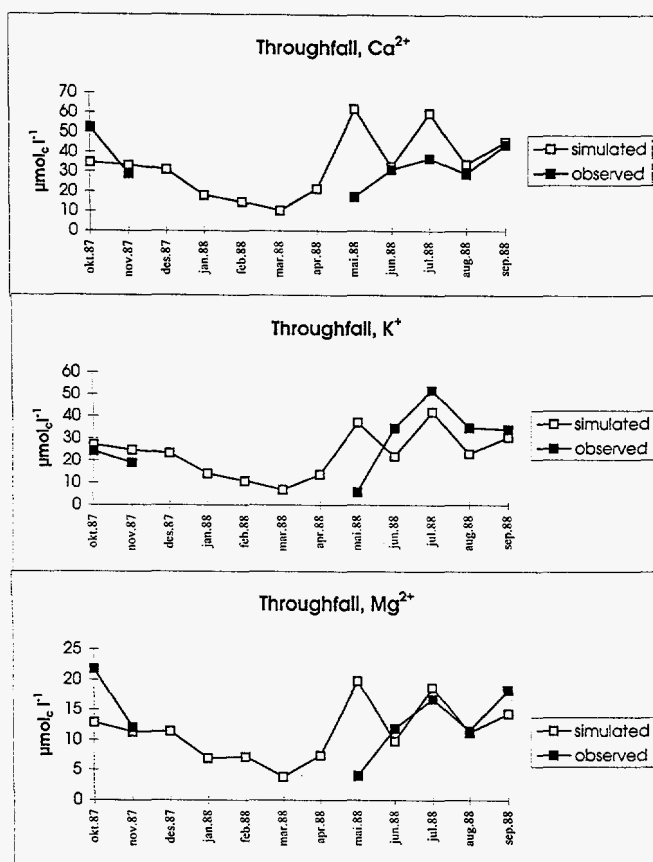 Throughfall, Ca²⁺
µmol_c l⁻¹
70
60
50
40
30
20
10
0
okt.87
nov.87
des.87
jan.88
feb.88
mar.88
apr.88
mai.88
jun.88
jul.88
aug.88
sep.88
simulated
observed
Throughfall, K⁺
µmol_c l⁻¹
60
50
40
30
20
10
0
okt.87
nov.87
des.87
jan.88
feb.88
mar.88
apr.88
mai.88
jun.88
jul.88
aug.88
sep.88
simulated
observed
Throughfall, Mg²⁺
µmol_c l⁻¹
25
20
15
10
5
0
okt.87
nov.87
des.87
jan.88
feb.88
mar.88
apr.88
mai.88
jun.88
jul.88
aug.88
sep.88
simulated
observed